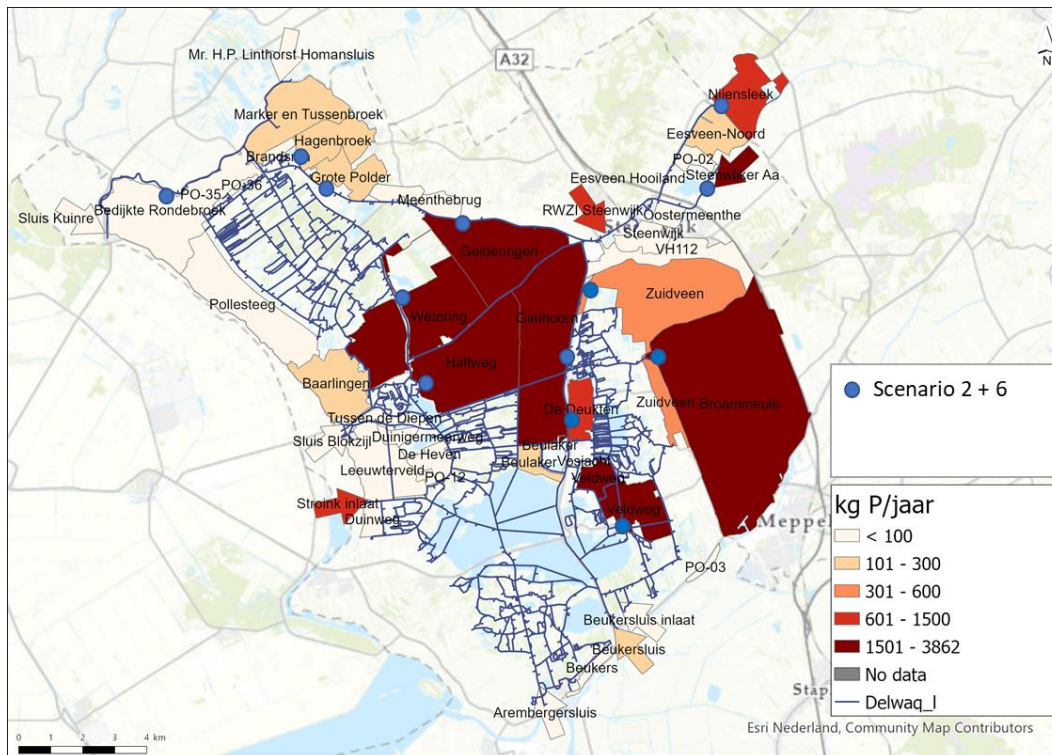 Mr. H.P. Linthorst Homansluis
A32
N
Nijensleek
Marker en Tussenbroek
Hagenbroek
Eesveen-Noord
PO-02
Grote Polder
Steenwijker Aa
Eesveen Hooiland
PO-35
PO-36
Meenthebrug
Bedijkte Rondebroek
Sluis Kuinre
RWZI Steenwijk
Oostermeenthe
Steenwijk
VH112
Gelderingen
Zuidveen
Pollesteeg
Wetering
Giethoorn
Halfweg
Baarlingen
Zuidveen
Broammeule
De Deukten
Tussen de Diepen
Sluis Blokzijl
Duinigermeerweg
De Heven
Beulaker
Vosjacht
Leeuwterveld
Beulaker
PO-12
Veldweg
Stroink inlaat
Duinweg
Veldweg
Meppel
PO-03
Beukersluis inlaat
Beukersluis
Beukers
Arembergersluis
Stap
Scenario 2 + 6
kg P/jaar
< 100
101 - 300
301 - 600
601 - 1500
1501 - 3862
No data
Delwaq_l
Esri Nederland, Community Map Contributors
0 1 2 4 km